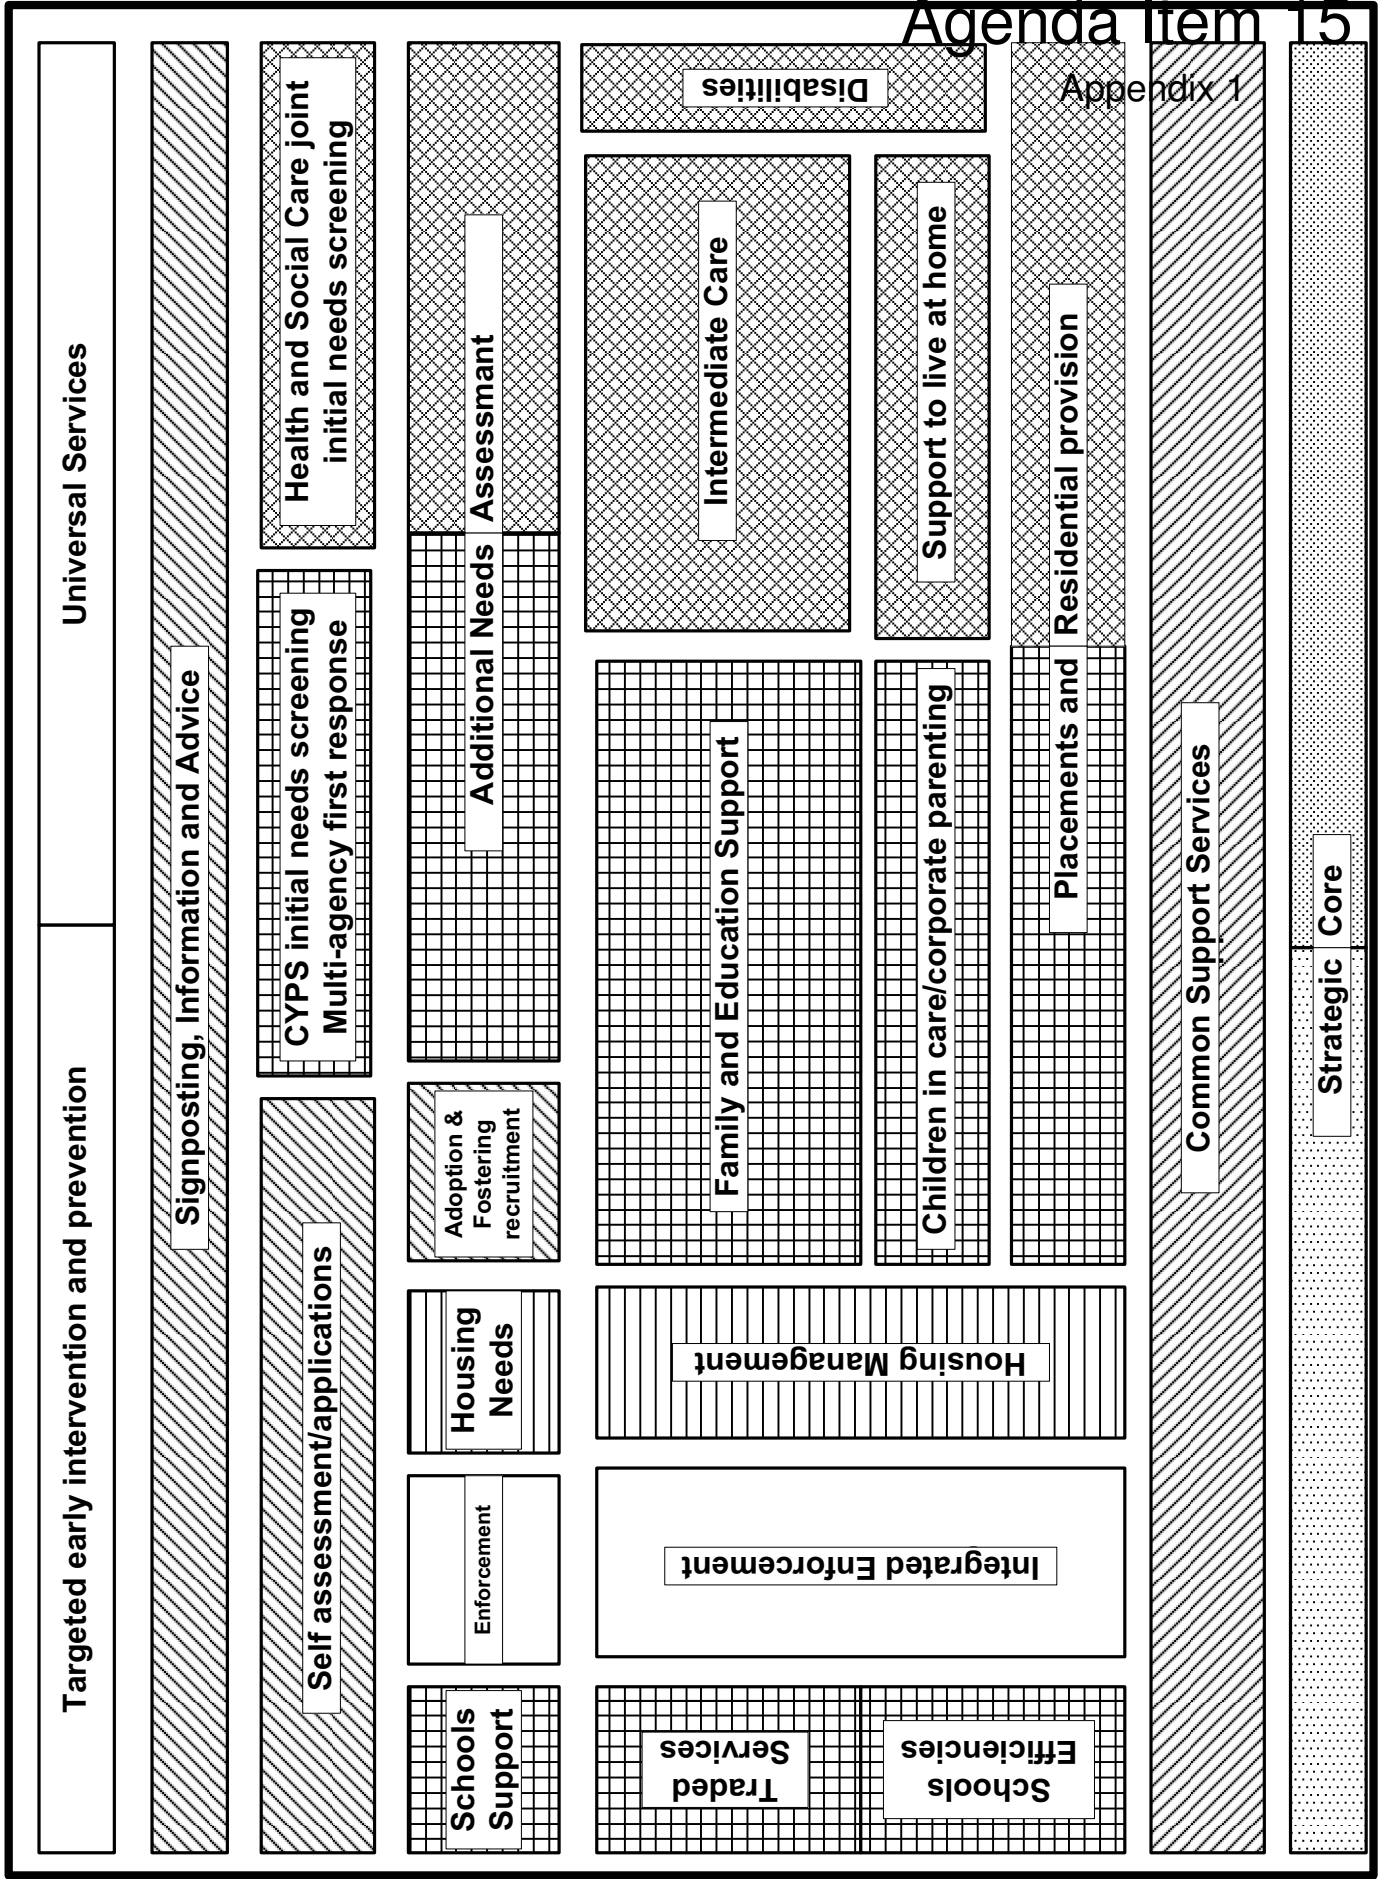 Agenda Item 15
Appendix 1
Targeted early intervention and prevention
Universal Services
Signposting, Information and Advice
Self assessment/applications
CYPS initial needs screening
Multi-agency first response
Health and Social Care joint
initial needs screening
Schools
Support
Enforcement
Housing
Needs
Adoption &
Fostering
recruitment
Additional Needs Assessmant
Traded
Services
Schools
Efficiencies
Integrated Enforcement
Housing Management
Family and Education Support
Children in care/corporate parenting
Intermediate Care
Support to live at home
Disabilities
Placements and Residential provision
Common Support Services
Strategic Core